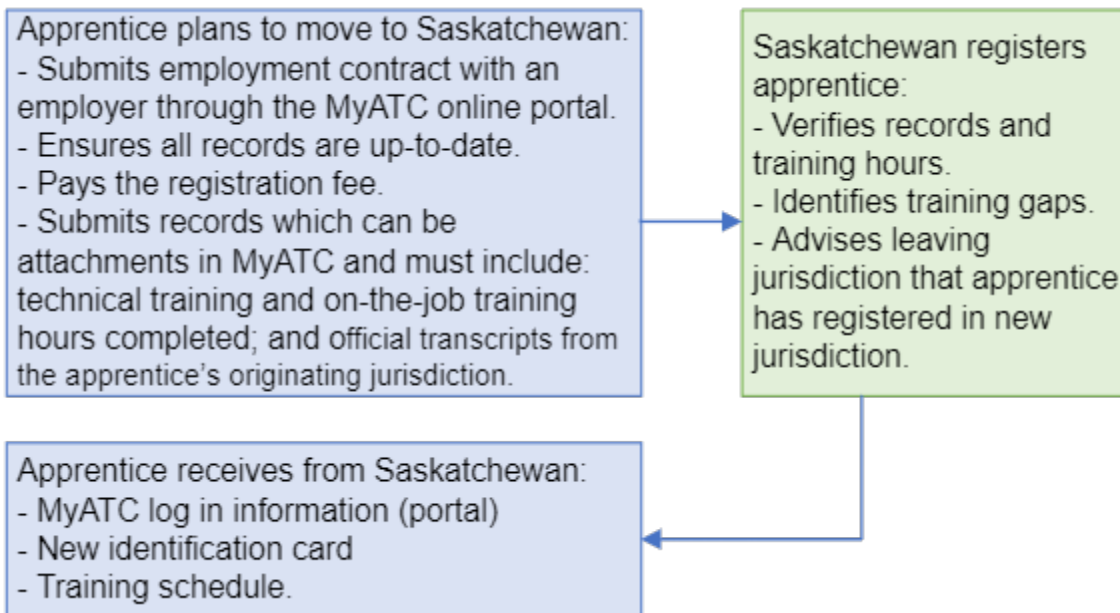 Apprentice plans to move to Saskatchewan:
- Submits employment contract with an
employer through the MyATC online portal.
- Ensures all records are up-to-date.
- Pays the registration fee.
- Submits records which can be
attachments in MyATC and must include:
technical training and on-the-job training
hours completed; and official transcripts from
the apprentice's originating jurisdiction.
Saskatchewan registers
apprentice:
- Verifies records and
training hours.
- Identifies training gaps.
- Advises leaving
jurisdiction that apprentice
has registered in new
jurisdiction.
Apprentice receives from Saskatchewan:
- MyATC log in information (portal)
- New identification card
- Training schedule.